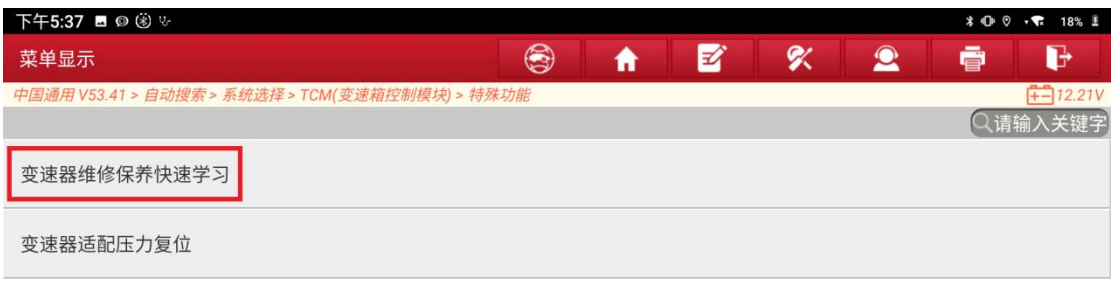 下午5:37 18%
菜单显示
中国通用 V53.41 > 自动搜索 > 系统选择 > TCM(变速箱控制模块) > 特殊功能 12.21V
请输入关键字
变速器维修保养快速学习
变速器适配压力复位